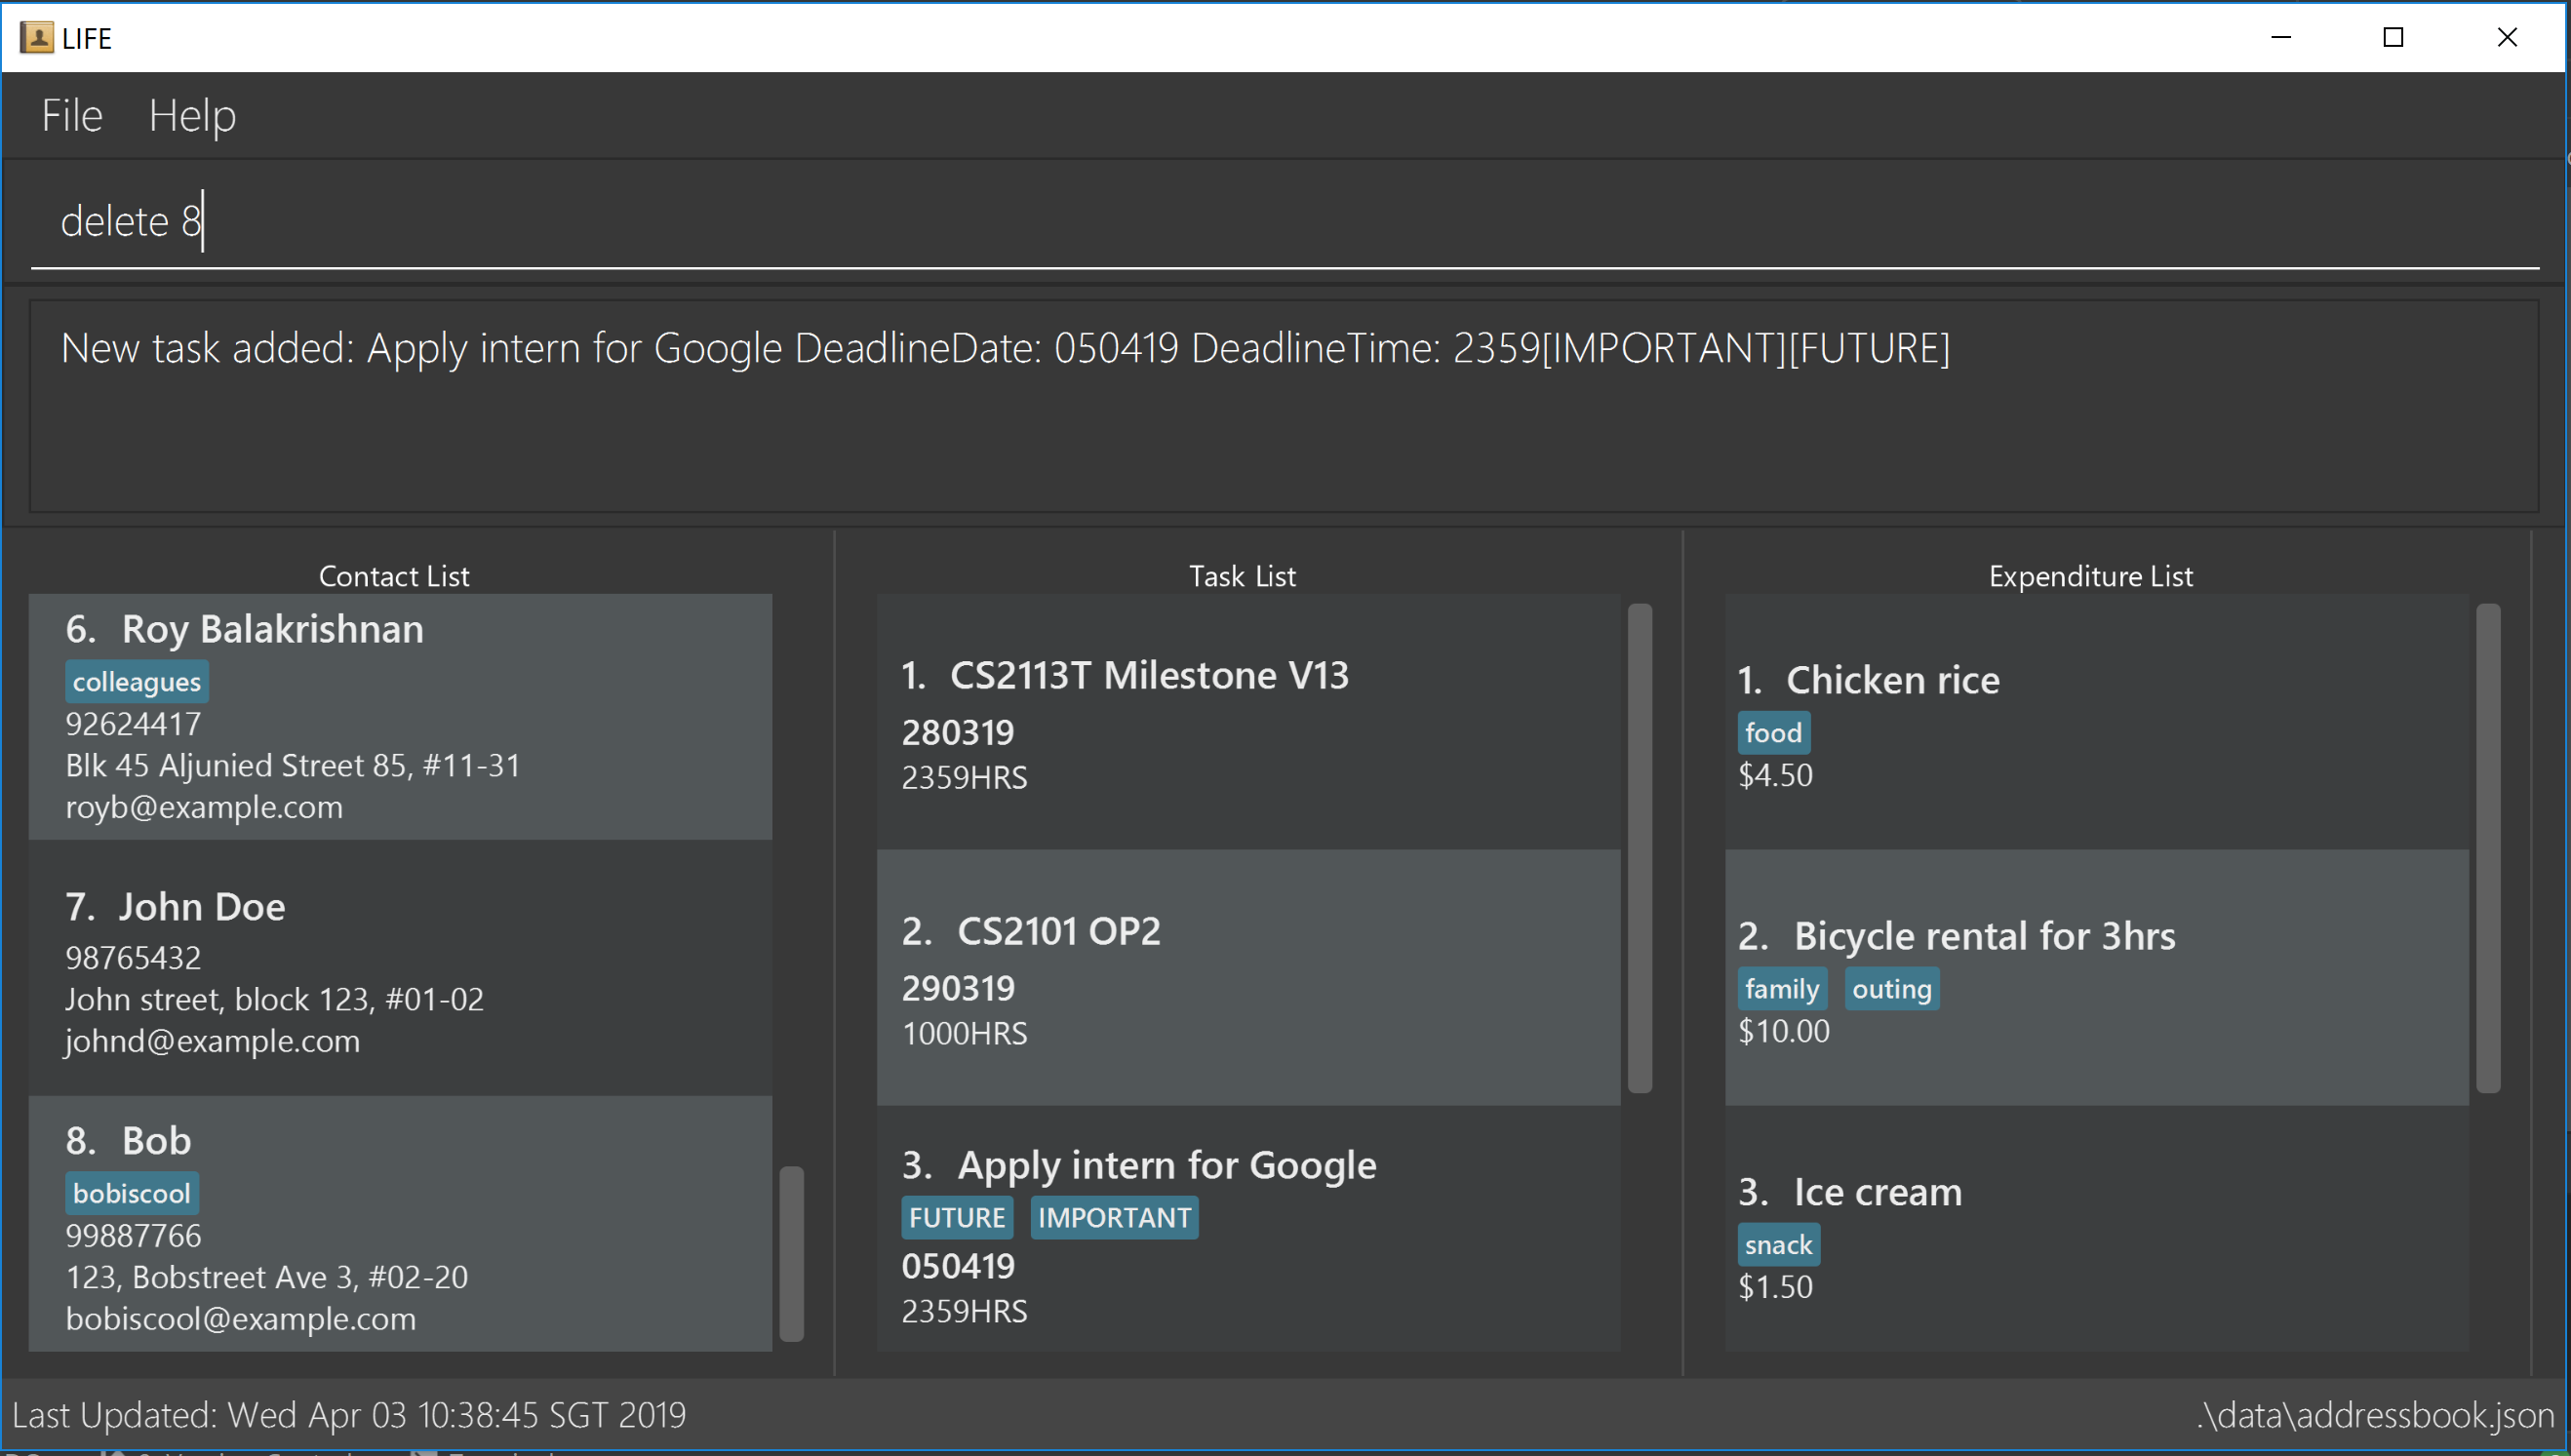 LIFE
File Help
delete 8
New task added: Apply intern for Google DeadlineDate: 050419 DeadlineTime: 2359[IMPORTANT][FUTURE]
Contact List
6. Roy Balakrishnan
colleagues
92624417
Blk 45 Aljunied Street 85, #11-31
royb@example.com
7. John Doe
98765432
John street, block 123, #01-02
johnd@example.com
8. Bob
bobiscool
99887766
123, Bobstreet Ave 3, #02-20
bobiscool@example.com
Task List
1. CS2113T Milestone V13
280319
2359HRS
2. CS2101 OP2
290319
1000HRS
3. Apply intern for Google
FUTURE IMPORTANT
050419
2359HRS
Expenditure List
1. Chicken rice
food
$4.50
2. Bicycle rental for 3hrs
family outing
$10.00
3. Ice cream
snack
$1.50
Last Updated: Wed Apr 03 10:38:45 SGT 2019
.\data\addressbook.json